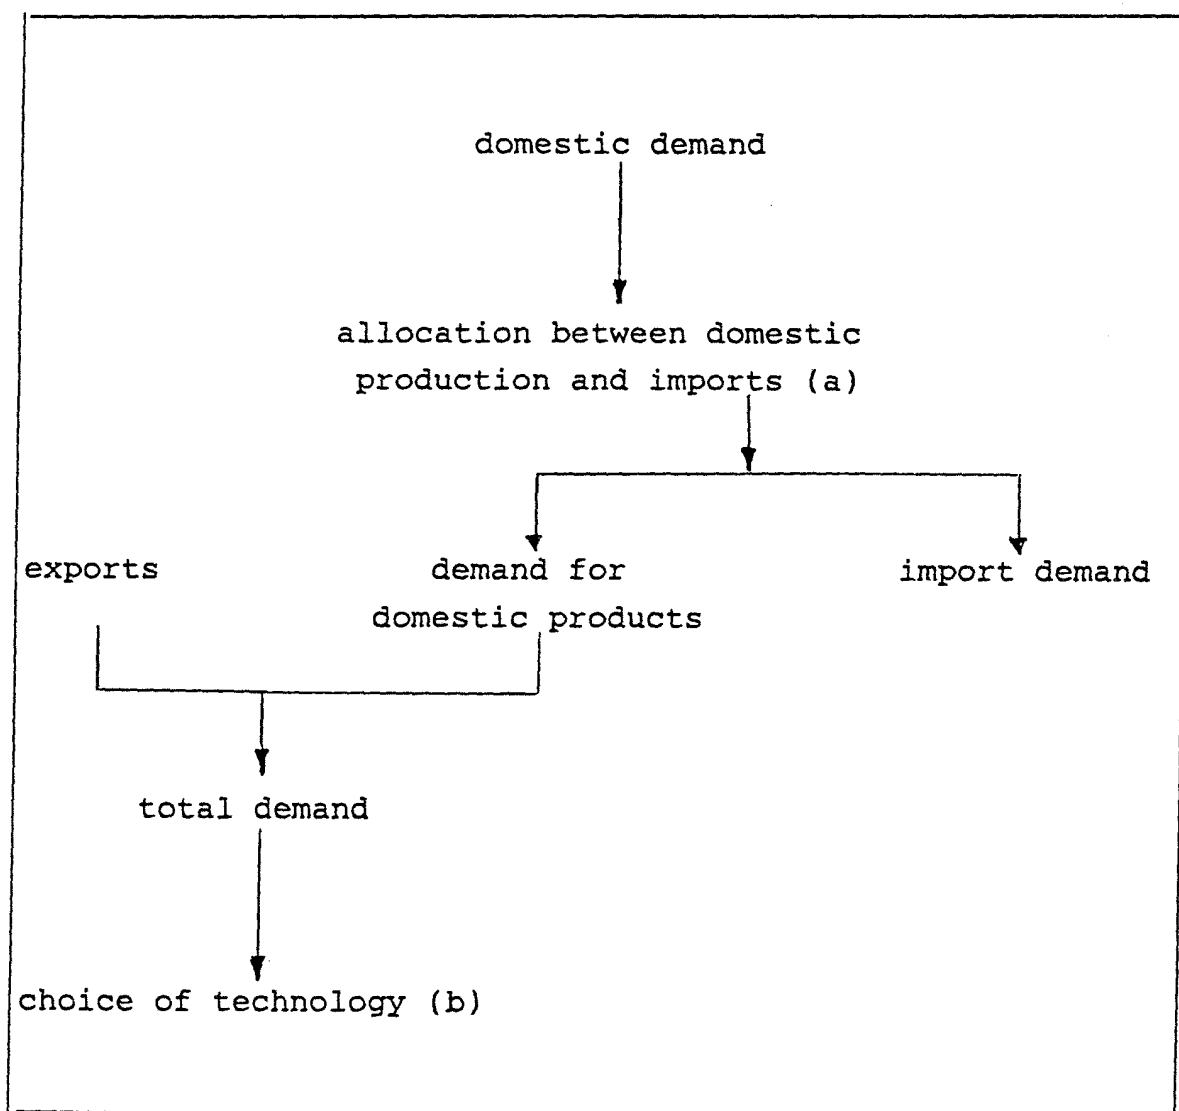 domestic demand
allocation between domestic
production and imports (a)
exports
demand for
domestic products
import demand
total demand
choice of technology (b)